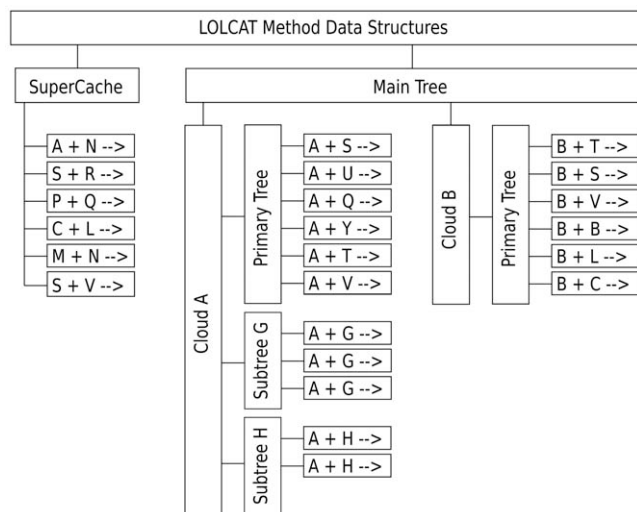 LOLCAT Method Data Structures
SuperCache
A + N -->
S + R -->
P + Q -->
C + L -->
M + N -->
S + V -->
Main Tree
Cloud A
Primary Tree
A + S -->
A + U -->
A + Q -->
A + Y -->
A + T -->
A + V -->
Subtree G
A + G -->
A + G -->
A + G -->
Subtree H
A + H -->
A + H -->
Cloud B
Primary Tree
B + T -->
B + S -->
B + V -->
B + B -->
B + L -->
B + C -->